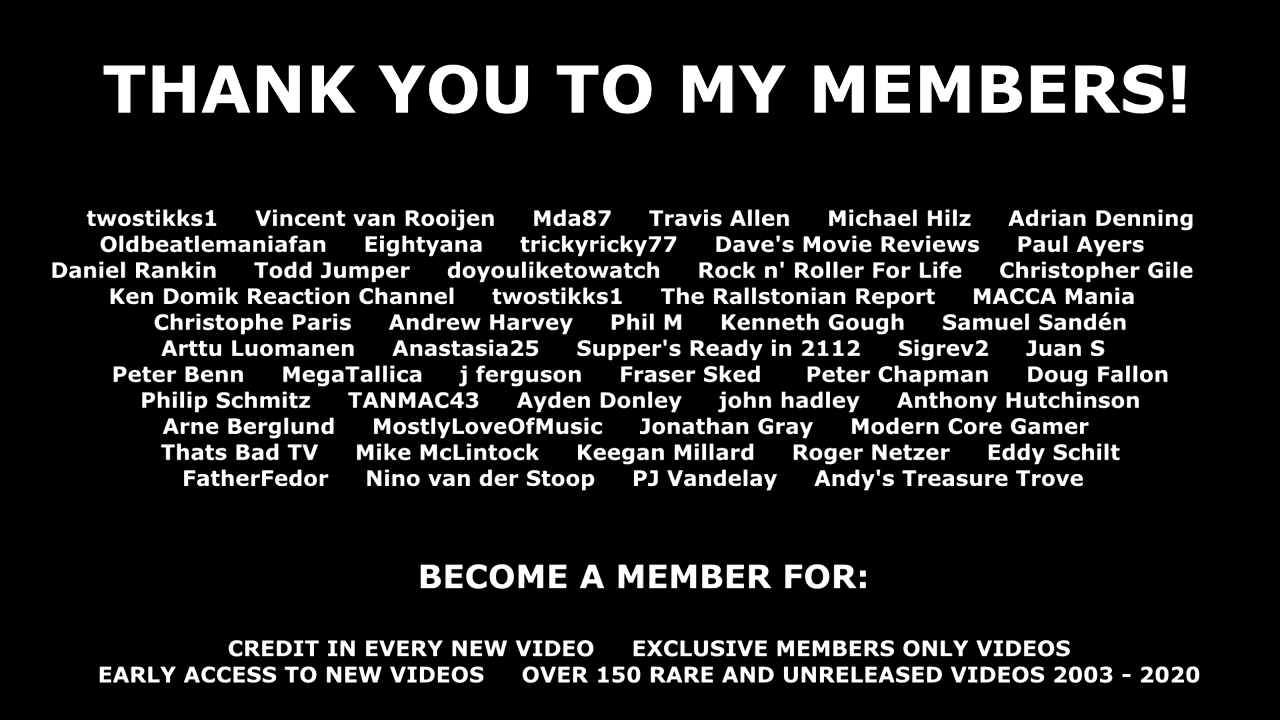 THANK YOU TO MY MEMBERS!
twostikks1 Vincent van Rooijen Mda87 Travis Allen Michael Hilz Adrian Denning
Oldbeatlemaniafan Eightyana trickyricky77 Dave's Movie Reviews Paul Ayers
Daniel Rankin Todd Jumper doyouliketowatch Rock n' Roller For Life Christopher Gile
Ken Domik Reaction Channel twostikks1 The Rallstonian Report MACCA Mania
Christophe Paris Andrew Harvey Phil M Kenneth Gough Samuel Sandén
Arttu Luomanen Anastasia25 Supper's Ready in 2112 Sigrev2 Juan S
Peter Benn MegaTallica j ferguson Fraser Sked Peter Chapman Doug Fallon
Philip Schmitz TANMAC43 Ayden Donley john hadley Anthony Hutchinson
Arne Berglund MostlyLoveOfMusic Jonathan Gray Modern Core Gamer
Thats Bad TV Mike McLintock Keegan Millard Roger Netzer Eddy Schilt
FatherFedor Nino van der Stoop PJ Vandelay Andy's Treasure Trove
BECOME A MEMBER FOR:
CREDIT IN EVERY NEW VIDEO EXCLUSIVE MEMBERS ONLY VIDEOS
EARLY ACCESS TO NEW VIDEOS OVER 150 RARE AND UNRELEASED VIDEOS 2003 - 2020